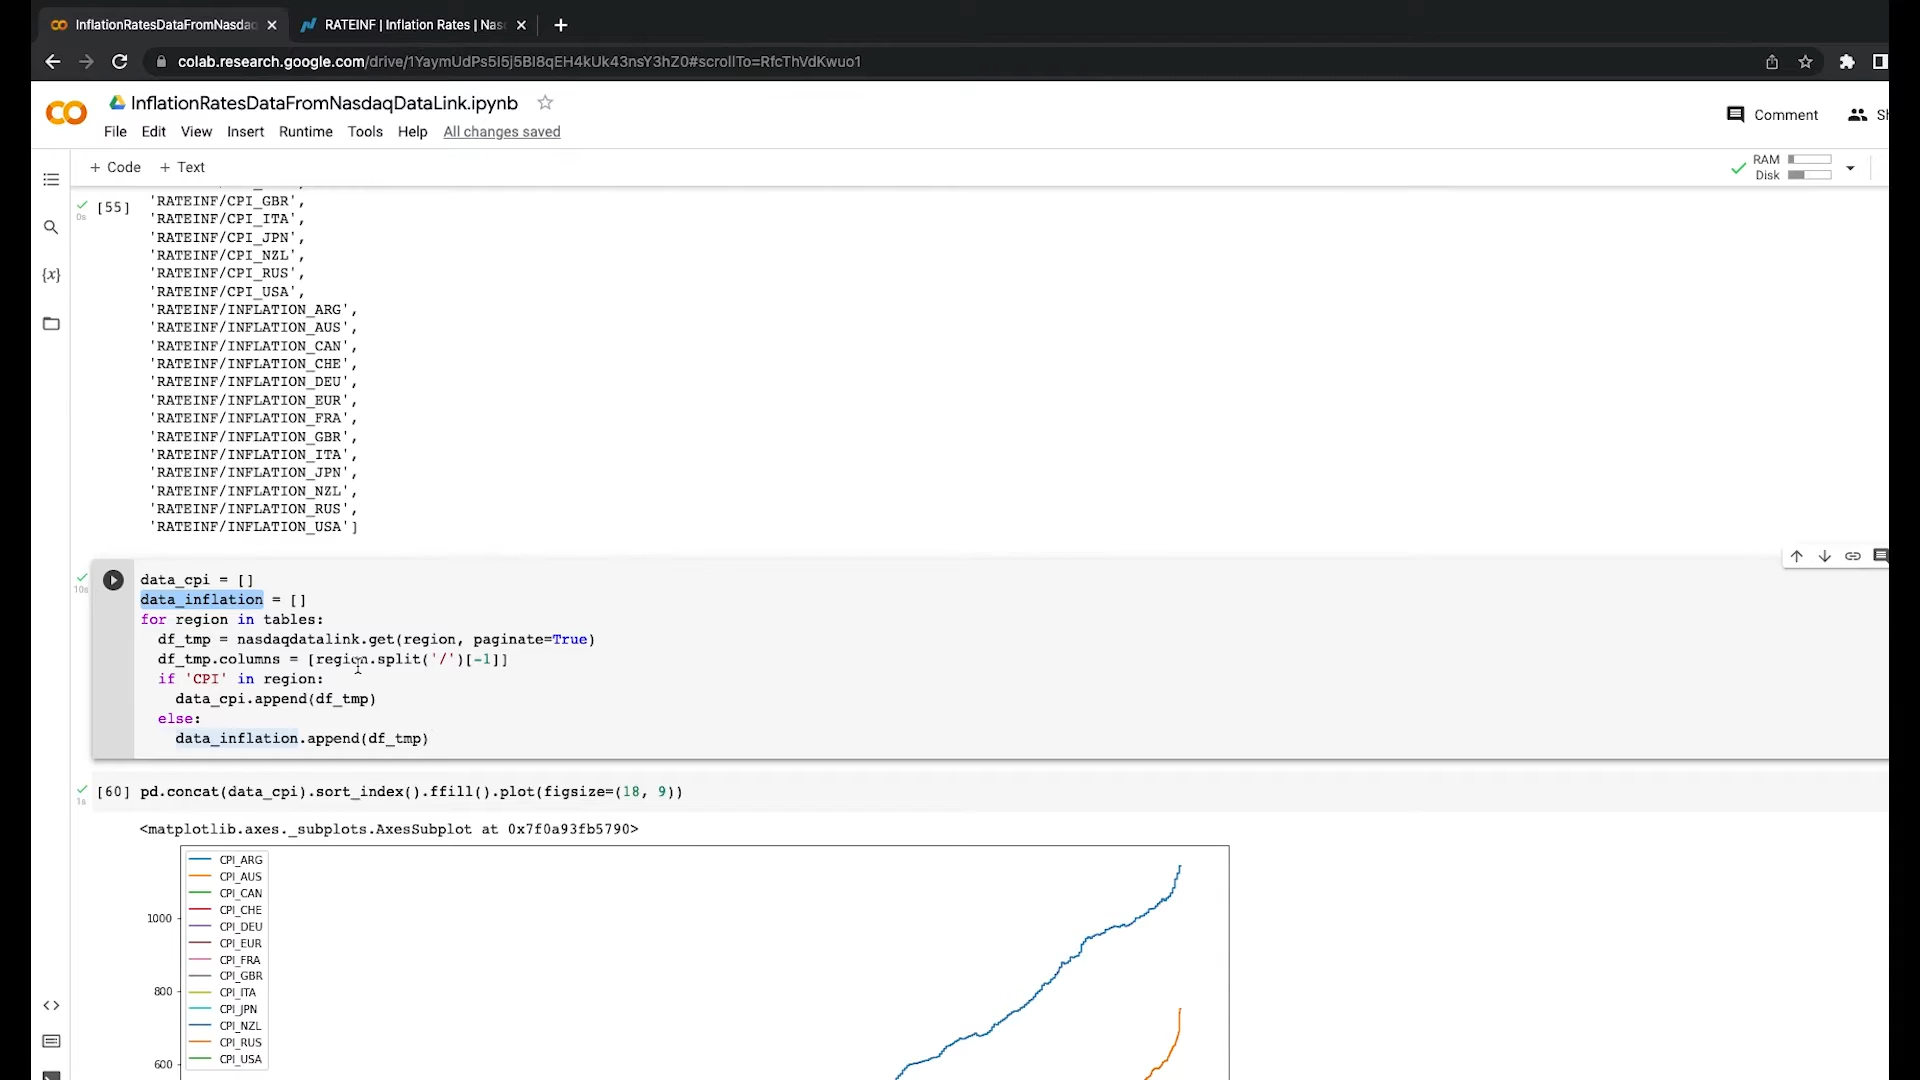 InflationRatesDataFromNasdaq
RATEINF | Inflation Rates | Nas
colab.research.google.com/drive/1YaymUdPs5I5j5Bl8qEH4kUk43nsY3hZ0#scrollTo=RfcThVdKwuo1
InflationRatesDataFromNasdaqDataLink.ipynb
Comment
File Edit View Insert Runtime Tools Help All changes saved
+ Code + Text
RAM
Disk
[55]
'RATEINF/CPI_GBR',
'RATEINF/CPI_ITA',
'RATEINF/CPI_JPN',
'RATEINF/CPI_NZL',
'RATEINF/CPI_RUS',
'RATEINF/CPI_USA',
'RATEINF/INFLATION_ARG',
'RATEINF/INFLATION_AUS',
'RATEINF/INFLATION_CAN',
'RATEINF/INFLATION_CHE',
'RATEINF/INFLATION_DEU',
'RATEINF/INFLATION_EUR',
'RATEINF/INFLATION_FRA',
'RATEINF/INFLATION_GBR',
'RATEINF/INFLATION_ITA',
'RATEINF/INFLATION_JPN',
'RATEINF/INFLATION_NZL',
'RATEINF/INFLATION_RUS',
'RATEINF/INFLATION_USA']
0s
10s
data_cpi = []
data_inflation = []
for region in tables:
df_tmp = nasdaqdatalink.get(region, paginate=True)
df_tmp.columns = [region.split('/')[-1]]
if 'CPI' in region:
data_cpi.append(df_tmp)
else:
data_inflation.append(df_tmp)
1s
[60] pd.concat(data_cpi).sort_index().ffill().plot(figsize=(18, 9))
<matplotlib.axes._subplots.AxesSubplot at 0x7f0a93fb5790>
CPI_ARG
CPI_AUS
CPI_CAN
CPI_CHE
CPI_DEU
CPI_EUR
CPI_FRA
CPI_GBR
CPI_ITA
CPI_JPN
CPI_NZL
CPI_RUS
CPI_USA
1000
800
600